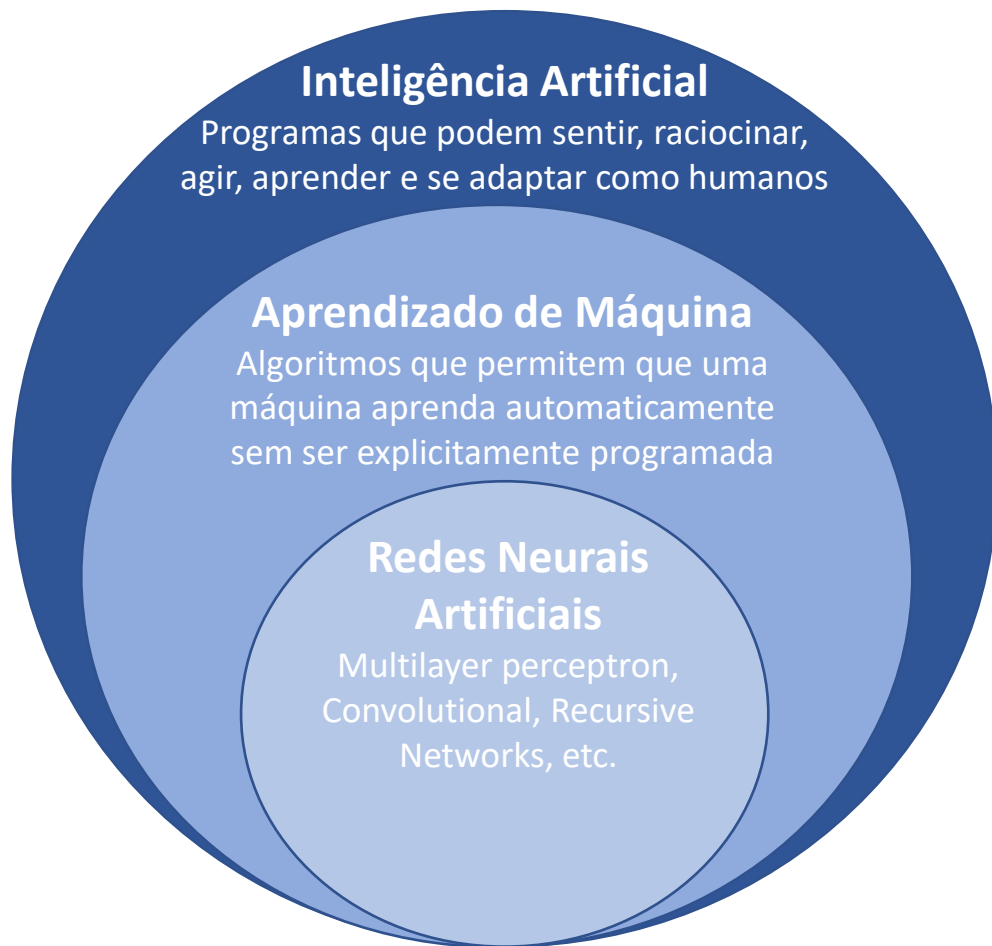 Inteligência Artificial
Programas que podem sentir, raciocinar,
agir, aprender e se adaptar como humanos
Aprendizado de Máquina
Algoritmos que permitem que uma
máquina aprenda automaticamente
sem ser explicitamente programada
Redes Neurais
Artificiais
Multilayer perceptron,
Convolutional, Recursive
Networks, etc.